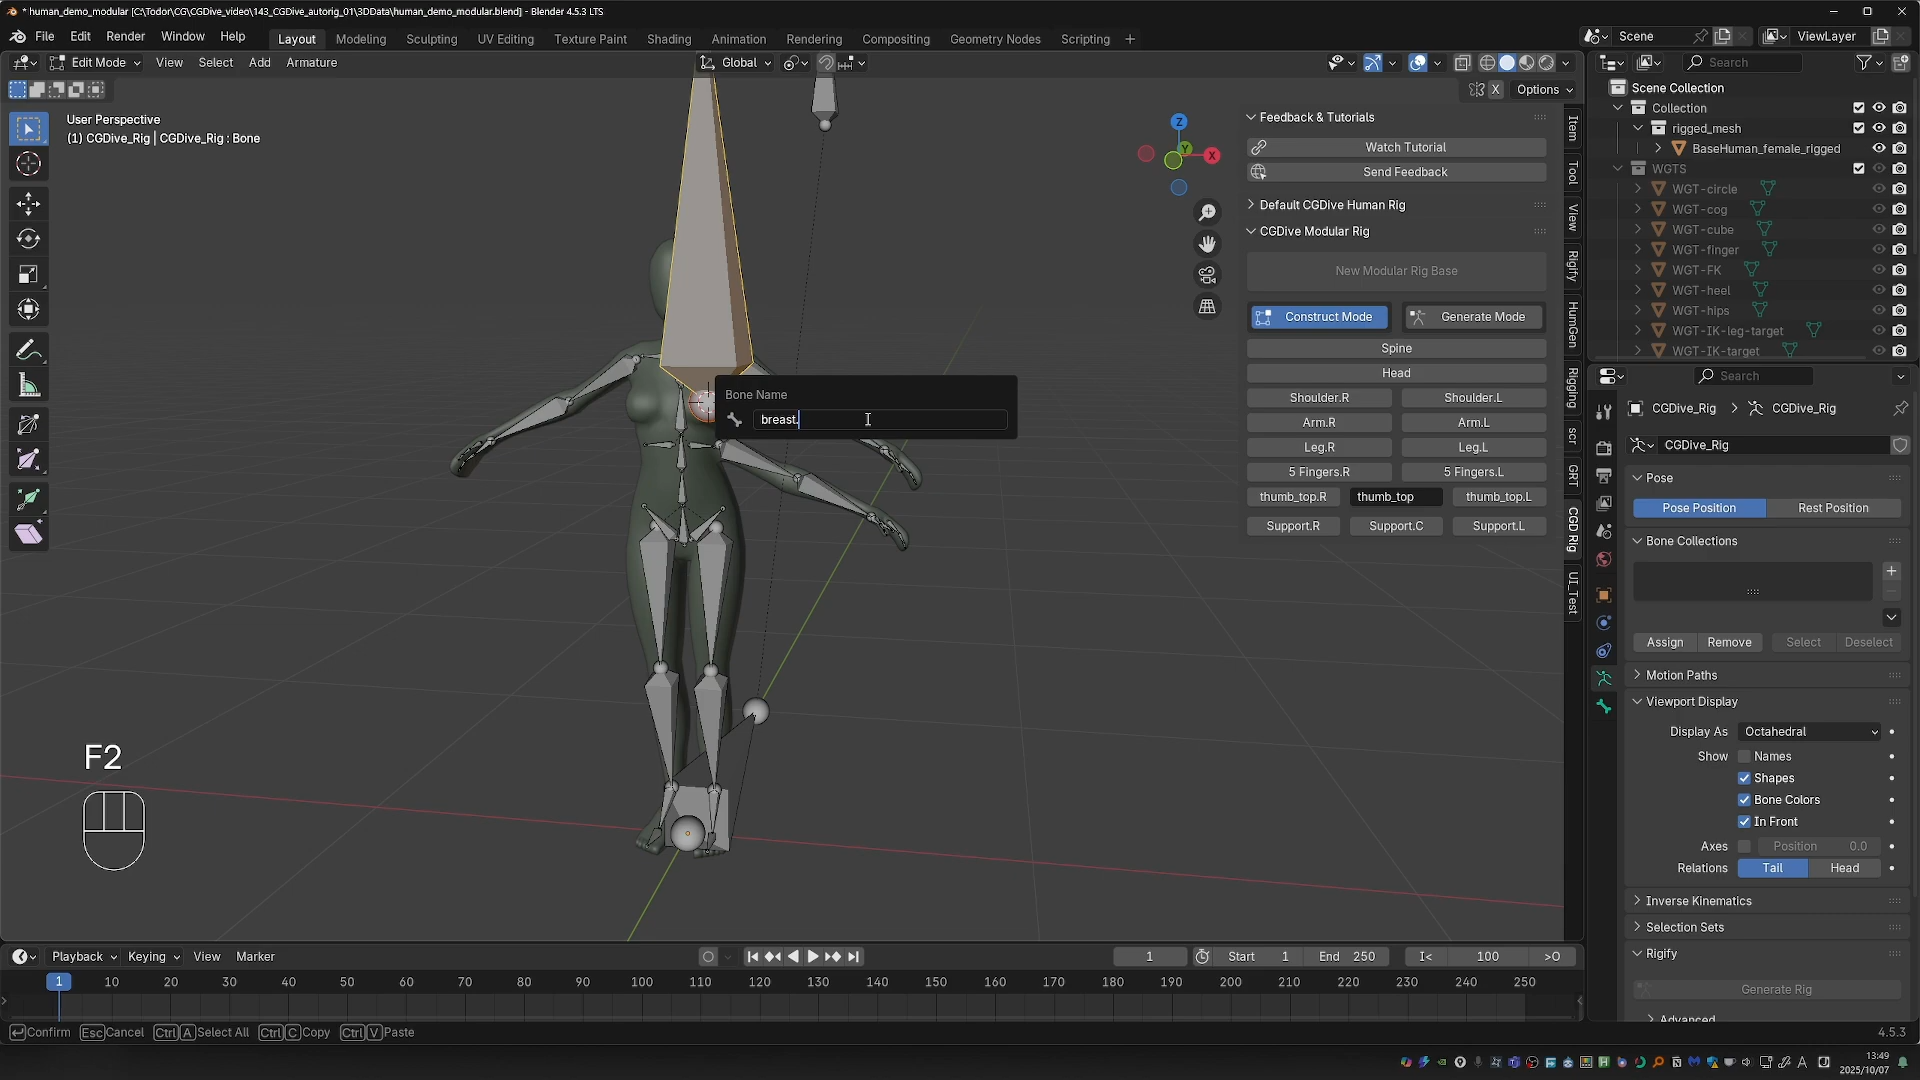 * human_demo_modular [C:\Todor\CG\CGDive_video\143_CGDive_autorig_01\3DData\human_demo_modular.blend] - Blender 4.5.3 LTS
File Edit Render Window Help Layout Modeling Sculpting UV Editing Texture Paint Shading Animation Rendering Compositing Geometry Nodes Scripting + Scene ViewLayer
Edit Mode View Select Add Armature Global Search
X Options
User Perspective
(1) CGDive_Rig | CGDive_Rig : Bone
Z
Y
X
Feedback & Tutorials
Watch Tutorial
Send Feedback
Default CGDive Human Rig
CGDive Modular Rig
New Modular Rig Base
Construct Mode Generate Mode
Spine
Head
Shoulder.R Shoulder.L
Arm.R Arm.L
Leg.R Leg.L
5 Fingers.R 5 Fingers.L
thumb_top.R thumb_top thumb_top.L
Support.R Support.C Support.L
Item
Tool
View
Rigify
HumGen
Rigging
scr
GRT
CGD Rig
UI_Test
Bone Name
breast.
F2
Scene Collection
Collection
rigged_mesh
BaseHuman_female_rigged
WGTS
WGT-circle
WGT-cog
WGT-cube
WGT-finger
WGT-FK
WGT-heel
WGT-hips
WGT-IK-leg-target
WGT-IK-target
Search
CGDive_Rig CGDive_Rig
CGDive_Rig
Pose
Pose Position Rest Position
Bone Collections
Assign Remove Select Deselect
Motion Paths
Viewport Display
Display As Octahedral
Show Names
Shapes
Bone Colors
In Front
Axes Position 0.0
Relations Tail Head
Inverse Kinematics
Selection Sets
Rigify
Generate Rig
Advanced
Playback Keying View Marker 1 Start 1 End 250 I< 100 >O
1 10 20 30 40 50 60 70 80 90 100 110 120 130 140 150 160 170 180 190 200 210 220 230 240 250
Confirm Esc Cancel Ctrl A Select All Ctrl C Copy Ctrl V Paste 4.5.3
13:49
2025/10/07